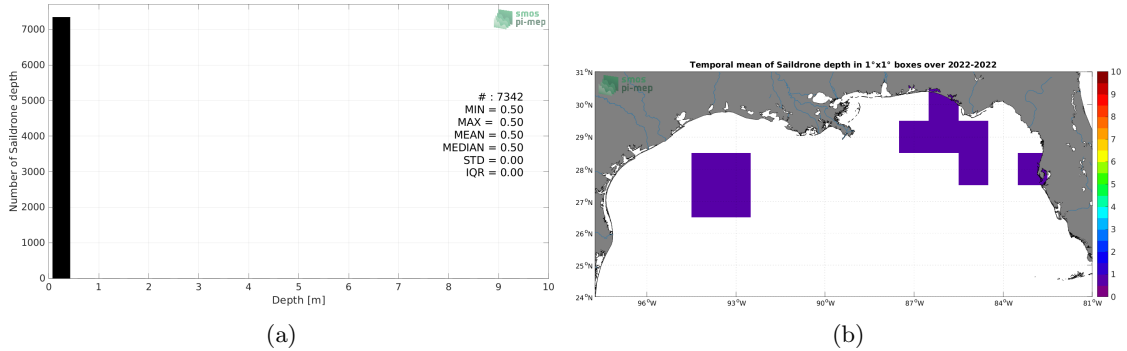 smos
pi-mep
7000
6000
5000
4000
3000
2000
1000
0
Number of Saildrone depth
# : 7342
MIN = 0.50
MAX = 0.50
MEAN = 0.50
MEDIAN = 0.50
STD = 0.00
IQR = 0.00
0 1 2 3 4 5 6 7 8 9 10
Depth [m]
(a)
Temporal mean of Saildrone depth in 1°x1° boxes over 2022-2022
smos
pi-mep
31°N
30°N
29°N
28°N
27°N
26°N
25°N
24°N
96°W 93°W 90°W 87°W 84°W 81°W
10
9
8
7
6
5
4
3
2
1
0
(b)